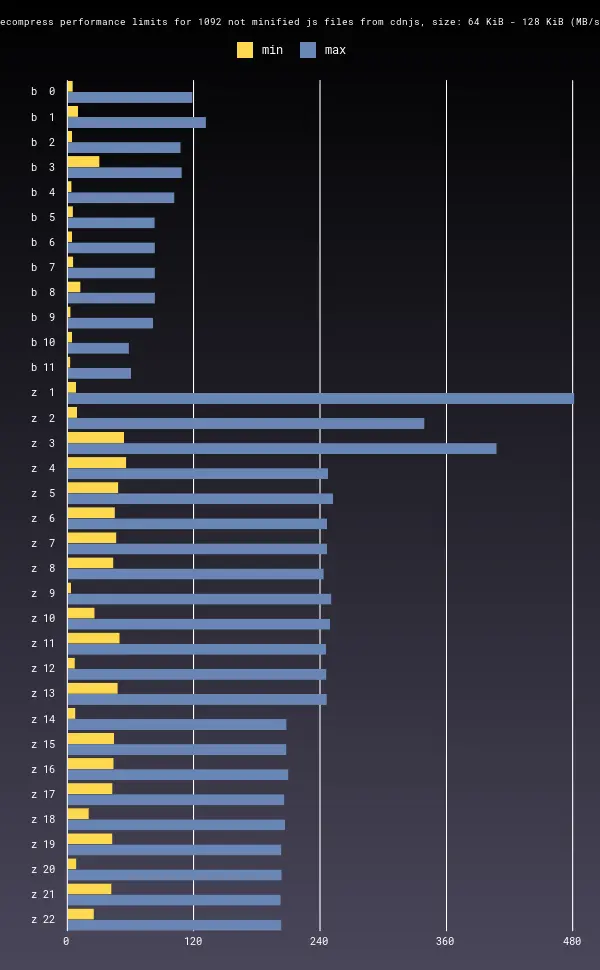 ecompress performance limits for 1092 not minified js files from cdnjs, size: 64 KiB - 128 KiB (MB/s
min max
b 0
b 1
b 2
b 3
b 4
b 5
b 6
b 7
b 8
b 9
b 10
b 11
z 1
z 2
z 3
z 4
z 5
z 6
z 7
z 8
z 9
z 10
z 11
z 12
z 13
z 14
z 15
z 16
z 17
z 18
z 19
z 20
z 21
z 22
0 120 240 360 480